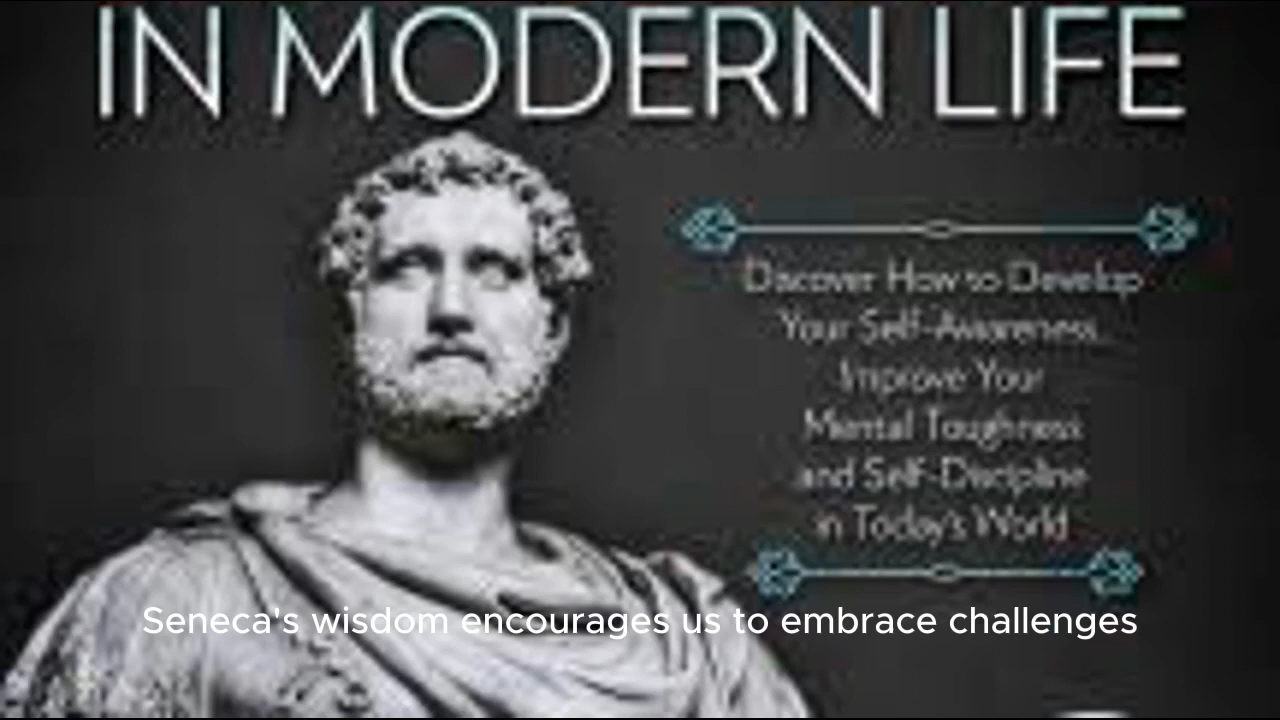 IN MODERN LIFE
Discover How to Develop
Your Self-Awareness,
Improve Your
Mental Toughness
and Self-Discipline
in Today's World
Seneca's wisdom encourages us to embrace challenges